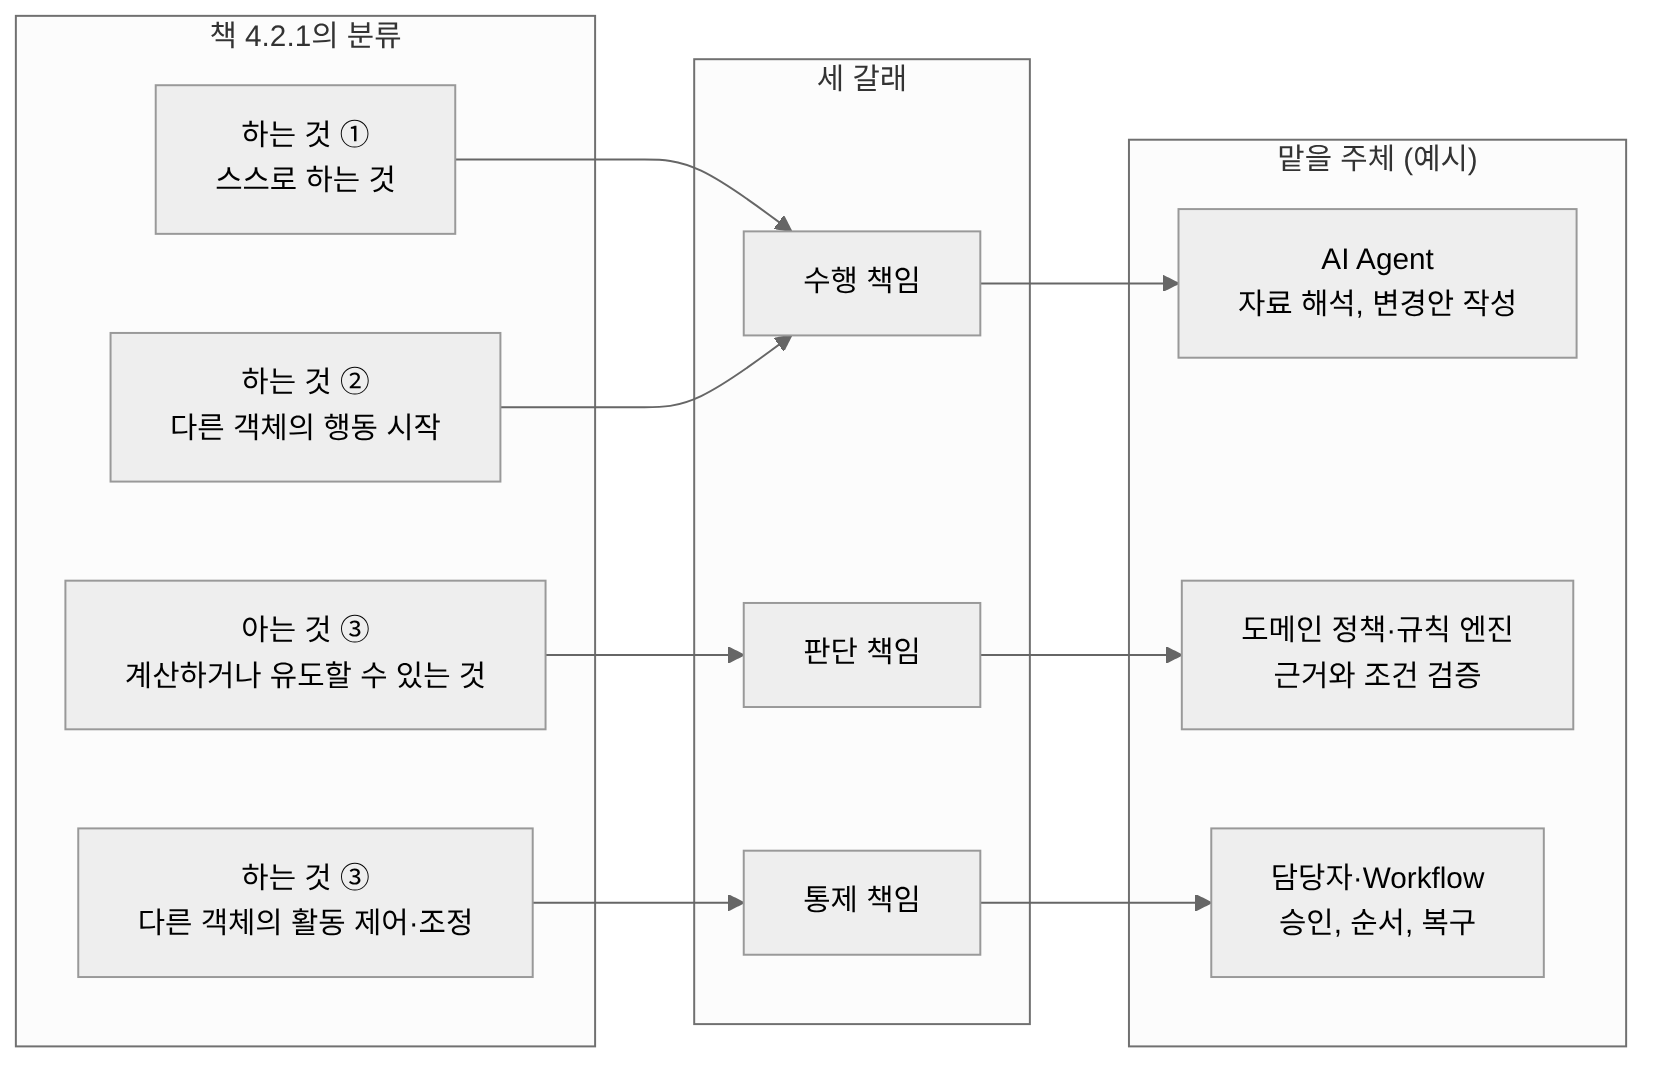 책 4.2.1의 분류
하는 것 ①
스스로 하는 것
하는 것 ②
다른 객체의 행동 시작
아는 것 ③
계산하거나 유도할 수 있는 것
하는 것 ③
다른 객체의 활동 제어·조정
세 갈래
수행 책임
판단 책임
통제 책임
맡을 주체 (예시)
AI Agent
자료 해석, 변경안 작성
도메인 정책·규칙 엔진
근거와 조건 검증
담당자·Workflow
승인, 순서, 복구